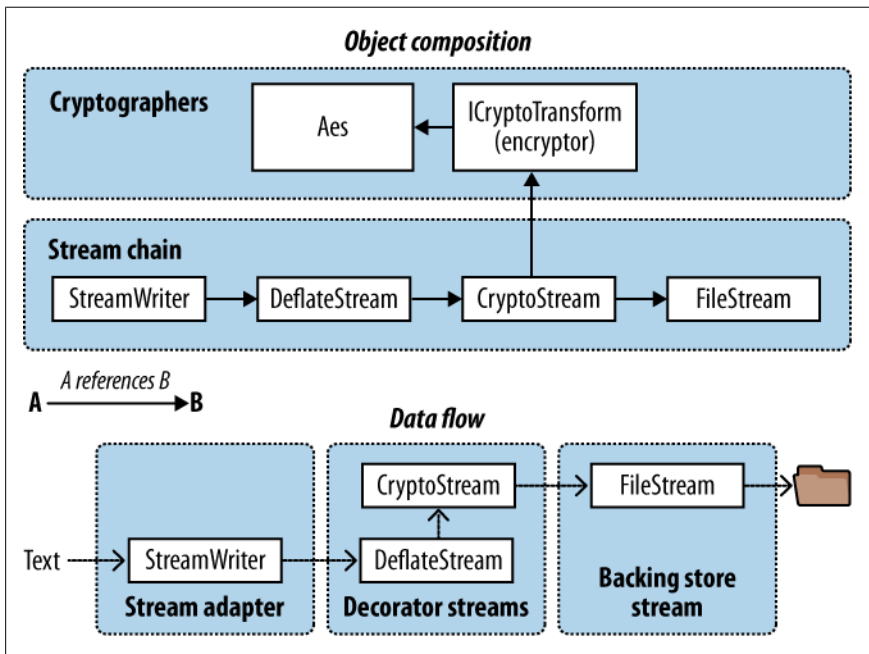 Object composition
Cryptographers
Aes
ICryptoTransform
(encryptor)
Stream chain
StreamWriter
DeflateStream
CryptoStream
FileStream
A references B
A
B
Data flow
CryptoStream
FileStream
Text
StreamWriter
DeflateStream
Stream adapter
Decorator streams
Backing store
stream